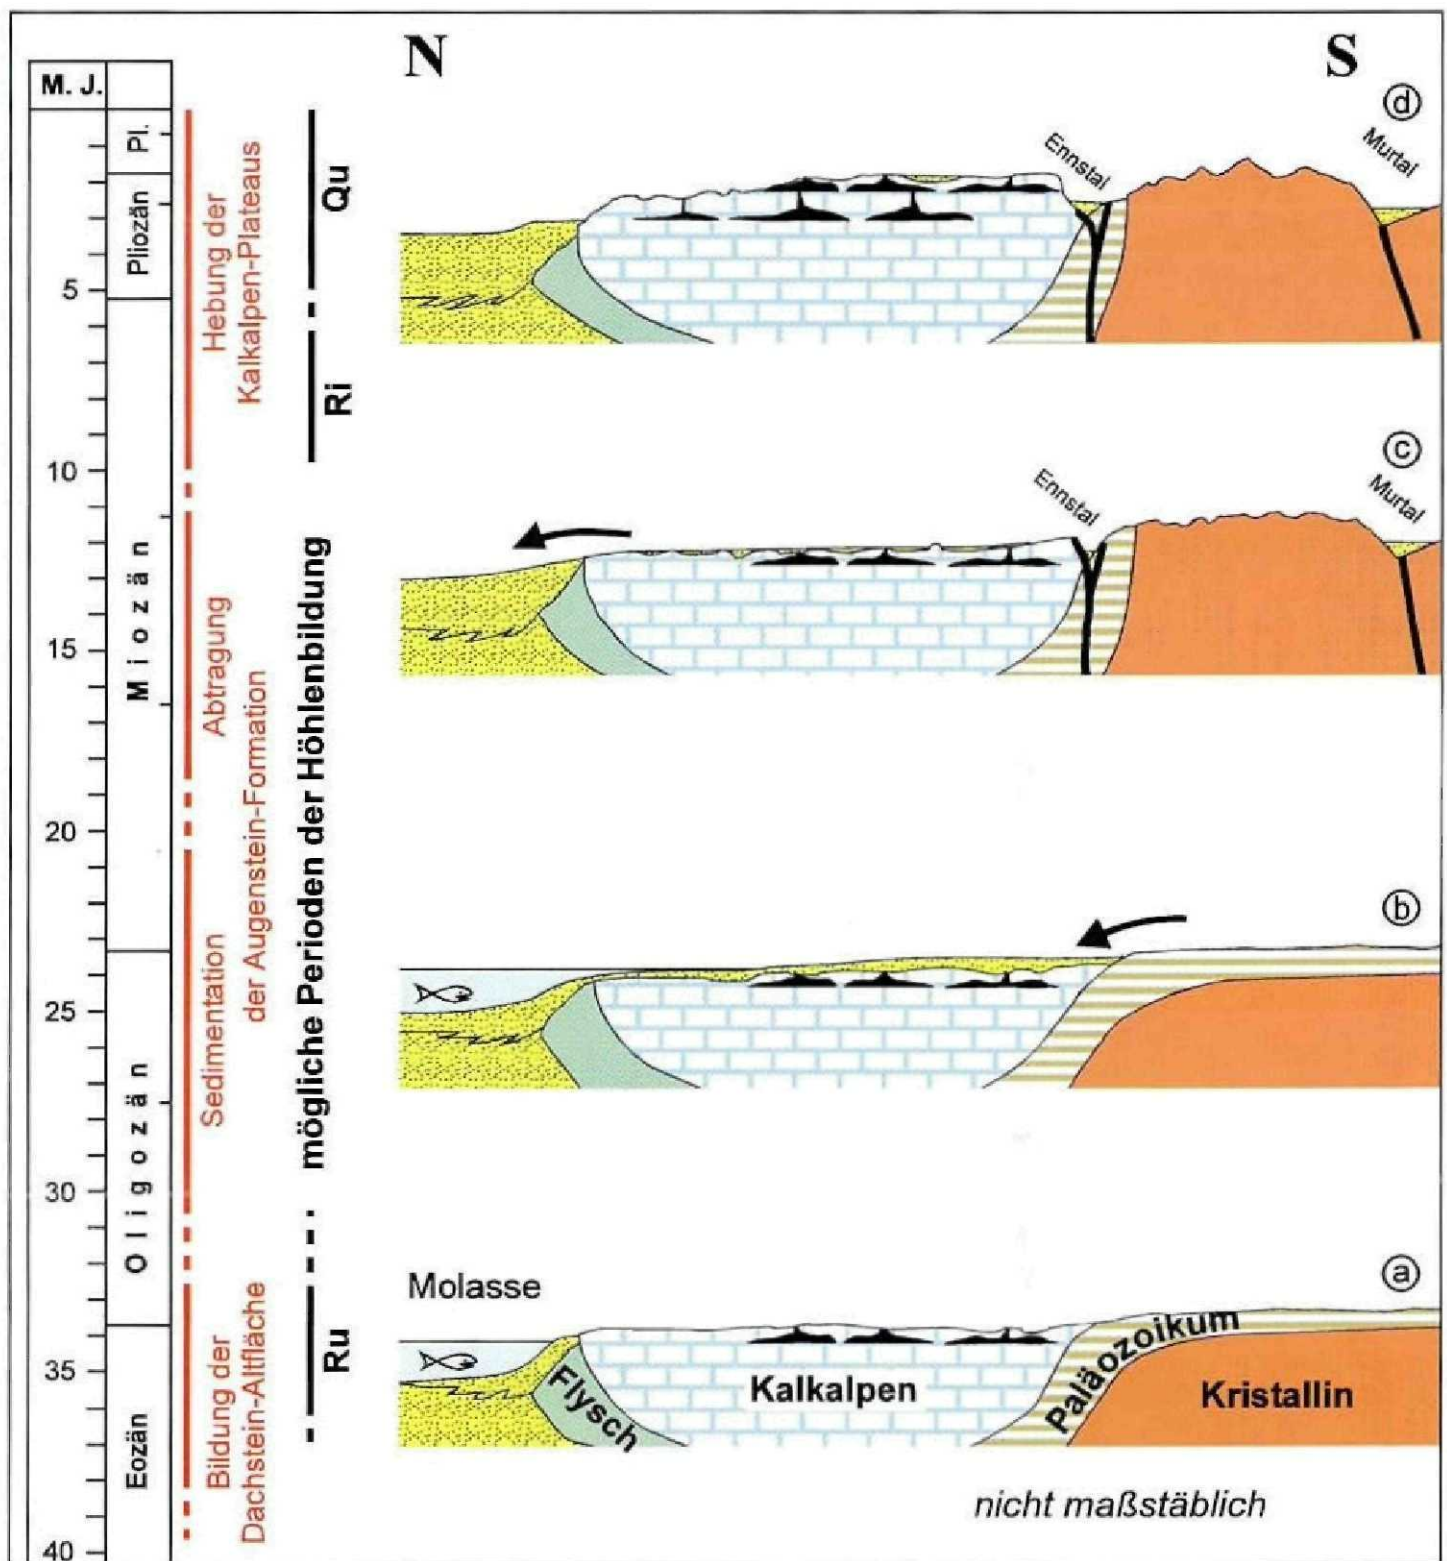 N
S
M. J.
5
10
15
20
25
30
35
40
Pl.
Pliozän
Miozän
Oligozän
Eozän
Hebung der
Kalkalpen-Plateaus
Abtragung
Sedimentation
der Augenstein-Formation
Bildung der
Dachstein-Altfläche
Qu
Ri
mögliche Perioden der Höhlenbildung
Ru
d
Ennstal
Murtal
c
Ennstal
Murtal
b
a
Molasse
Flysch
Kalkalpen
Paläozoikum
Kristallin
nicht maßstäblich